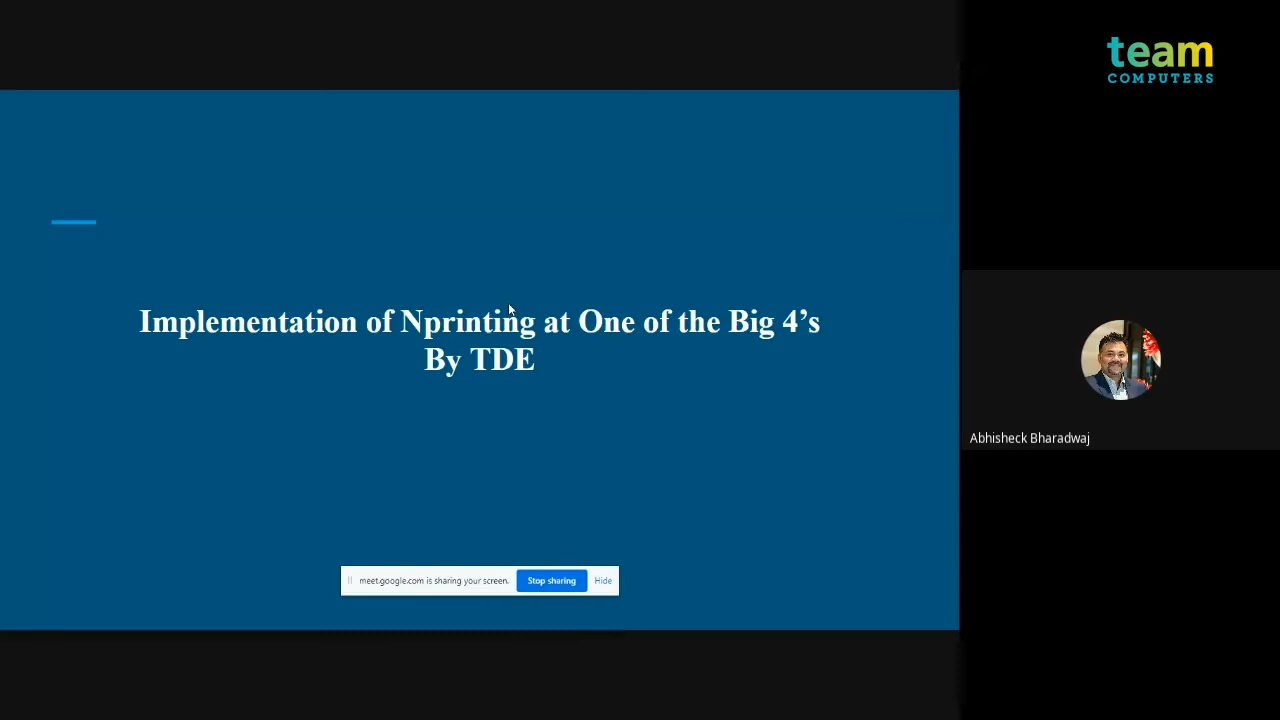 team
COMPUTERS
Implementation of Nprinting at One of the Big 4’s
By TDE
Abhisheck Bharadwaj
meet.google.com is sharing your screen.
Stop sharing
Hide